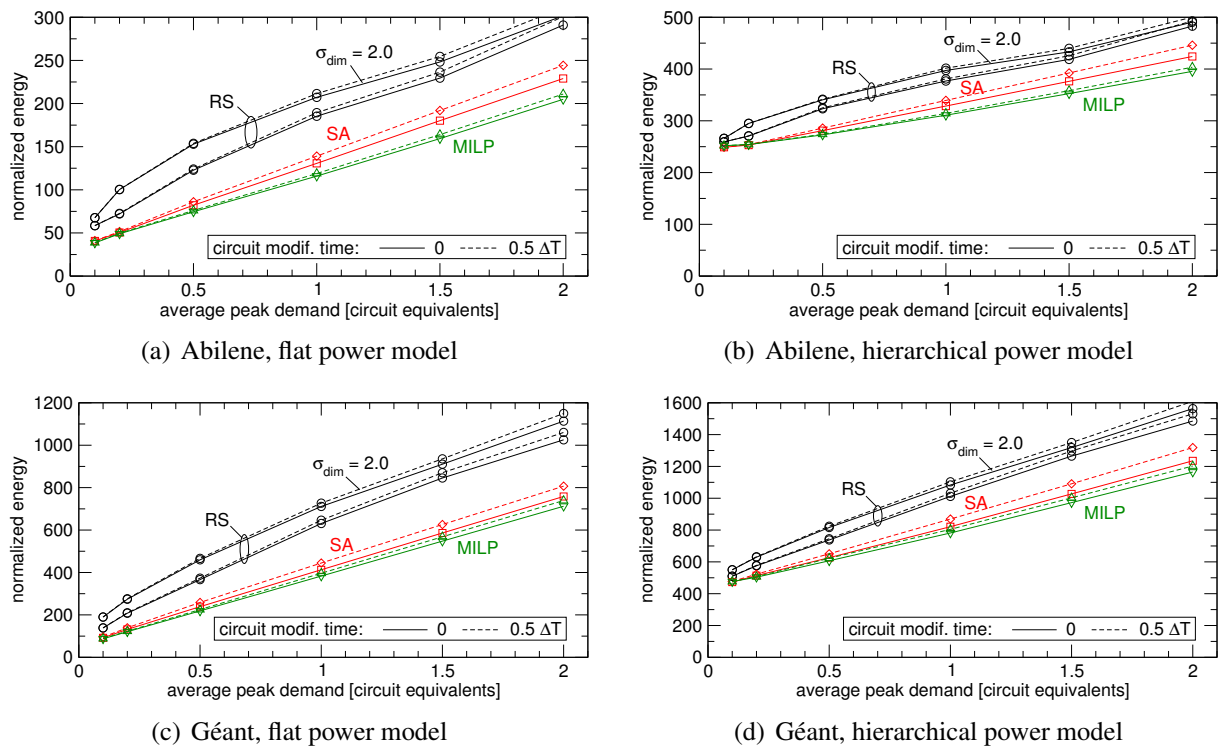 300
250
200
150
100
50
0
normalized energy
0
0.5
1
1.5
2
average peak demand [circuit equivalents]
σdim = 2.0
RS
SA
MILP
circuit modif. time: 0 0.5 ΔT
(a) Abilene, flat power model
500
400
300
200
100
0
normalized energy
0
0.5
1
1.5
2
average peak demand [circuit equivalents]
σdim = 2.0
RS
SA
MILP
circuit modif. time: 0 0.5 ΔT
(b) Abilene, hierarchical power model
1200
1000
800
600
400
200
0
normalized energy
0
0.5
1
1.5
2
average peak demand [circuit equivalents]
σdim = 2.0
RS
SA
MILP
circuit modif. time: 0 0.5 ΔT
(c) Géant, flat power model
1600
1400
1200
1000
800
600
400
200
0
normalized energy
0
0.5
1
1.5
2
average peak demand [circuit equivalents]
σdim = 2.0
RS
SA
MILP
circuit modif. time: 0 0.5 ΔT
(d) Géant, hierarchical power model